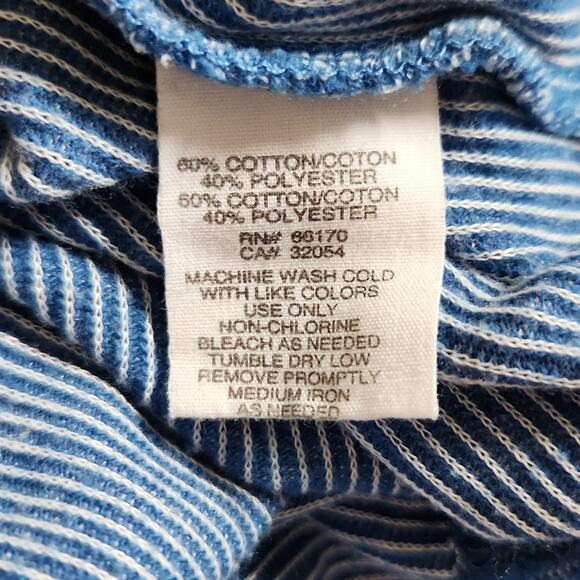 60% COTTON/COTON
40% POLYESTER
60% COTTON/COTON
40% POLYESTER
RN# 66170
CA# 32054
MACHINE WASH COLD
WITH LIKE COLORS
USE ONLY
NON-CHLORINE
BLEACH AS NEEDED
TUMBLE DRY LOW
REMOVE PROMPTLY
MEDIUM IRON
AS NEEDED